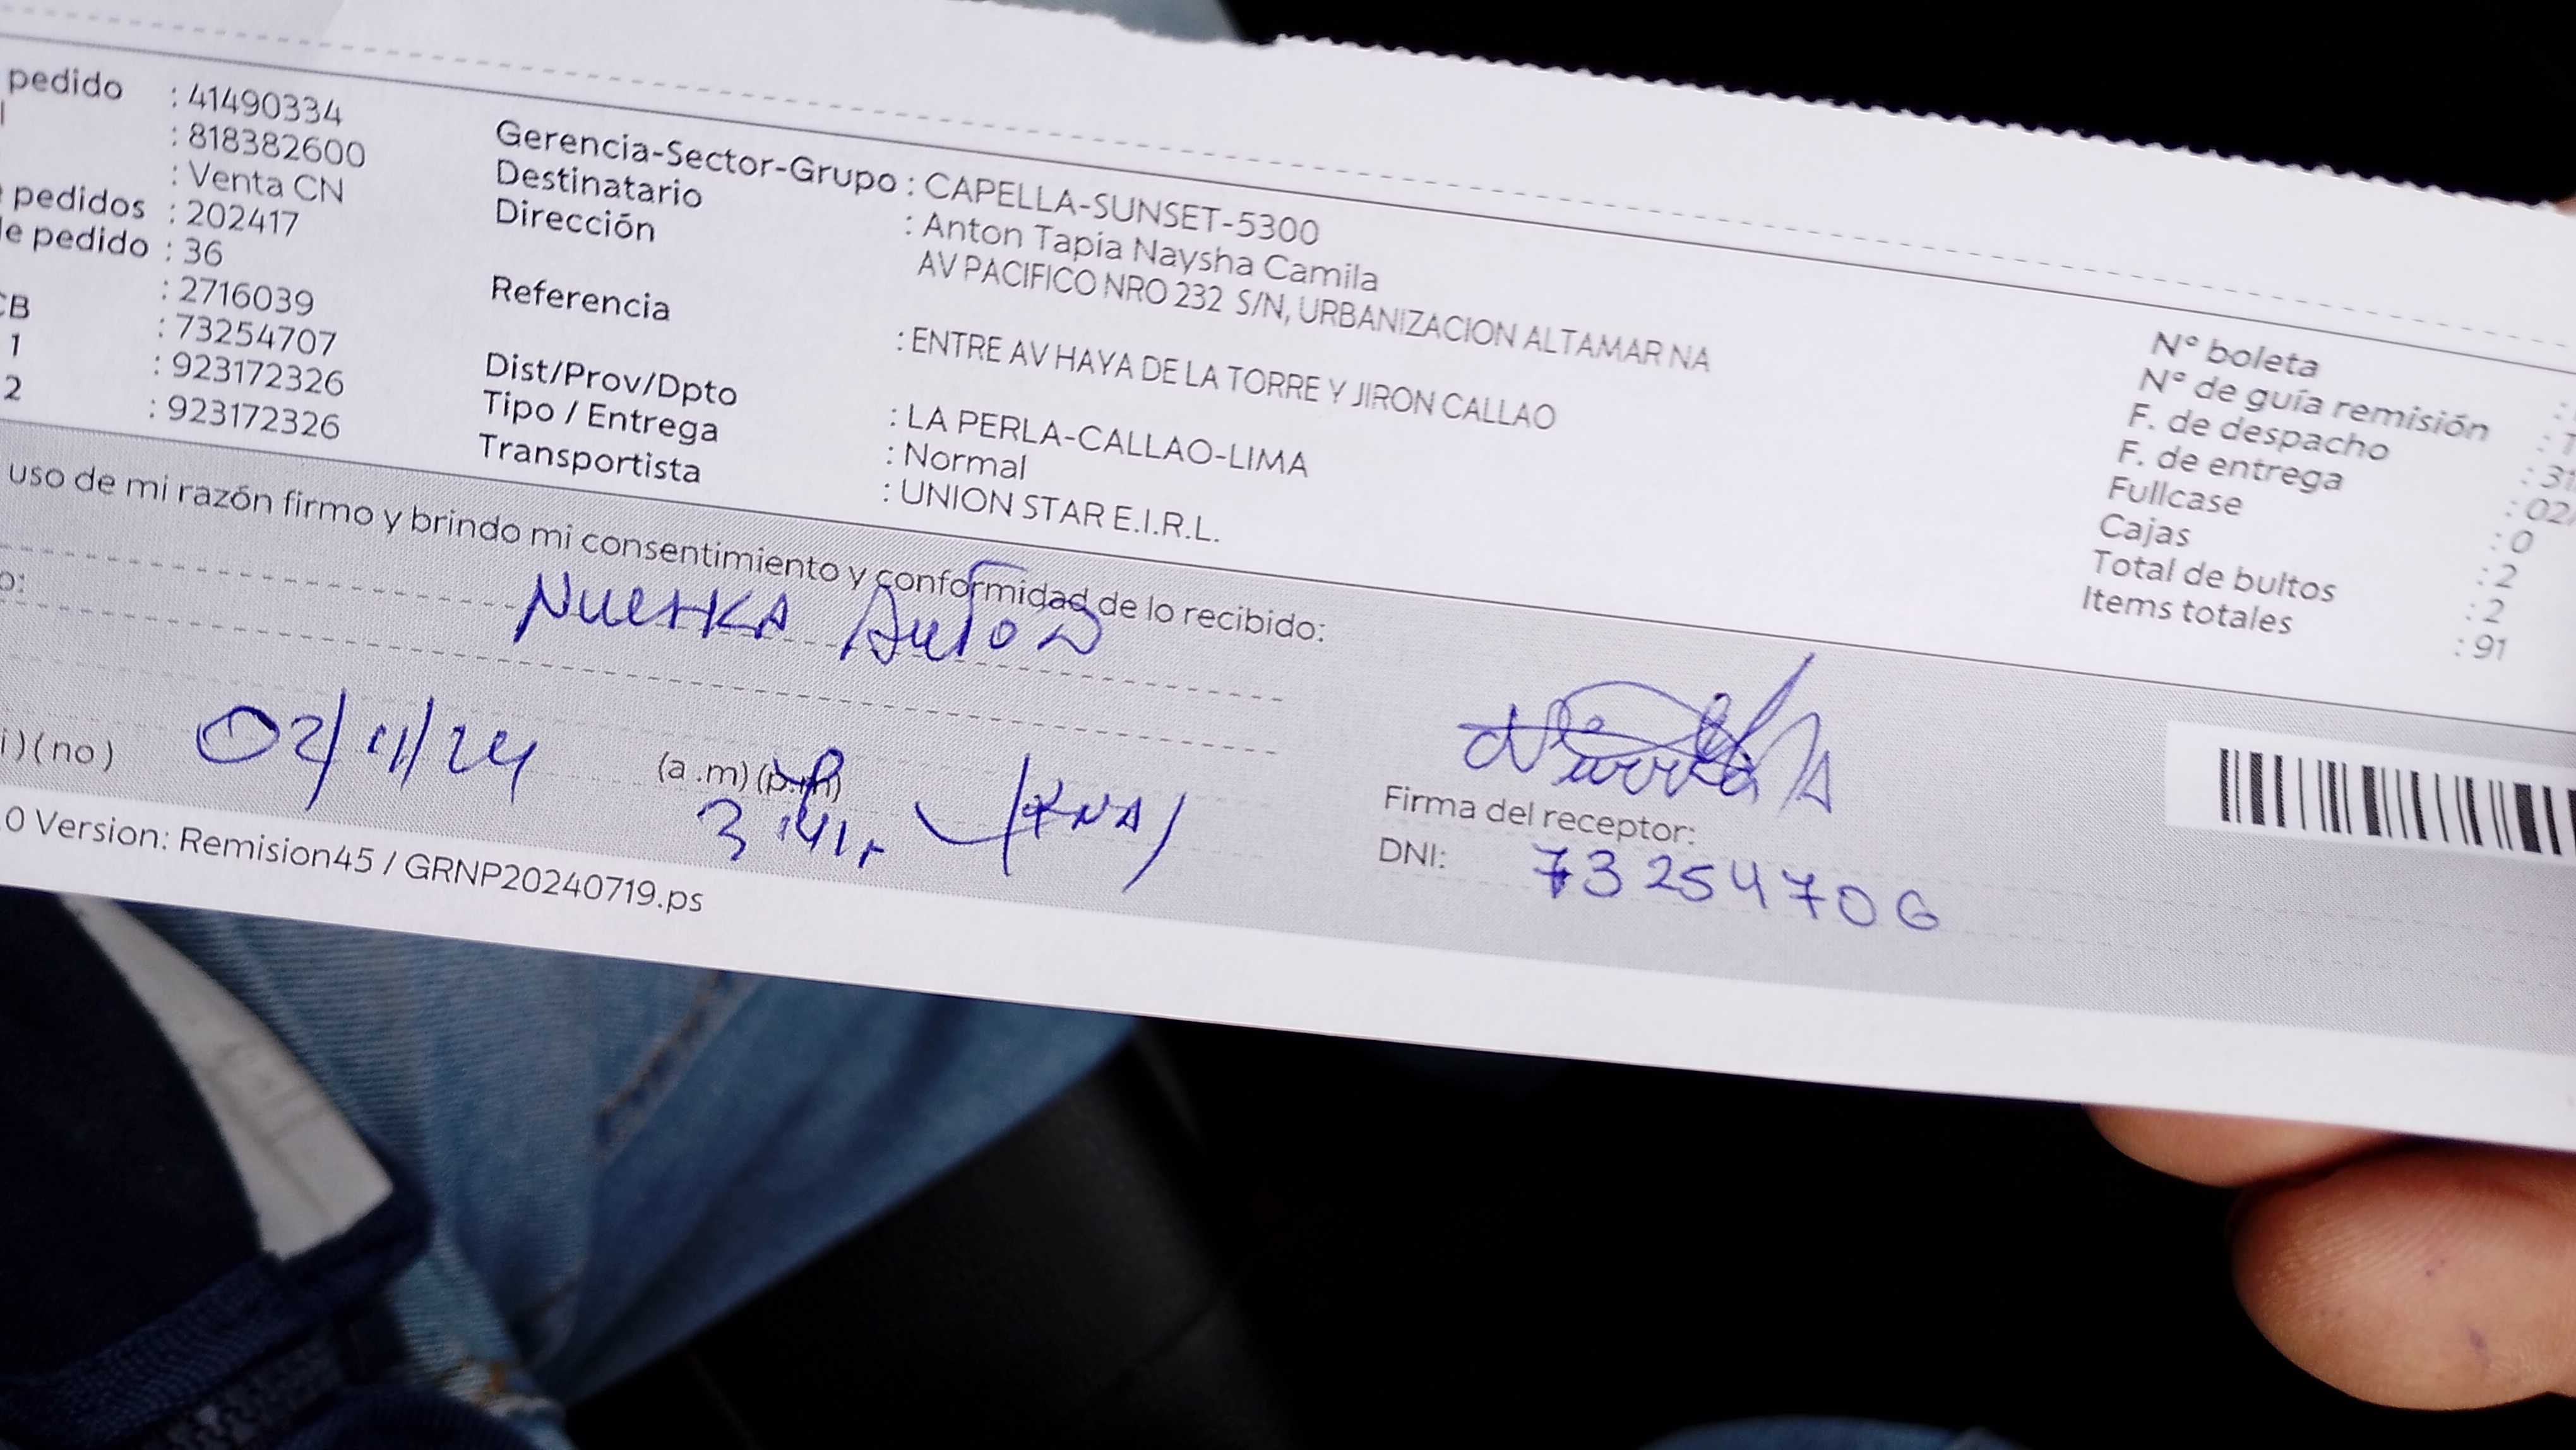 pedido : 41490334
: 818382600
: Venta CN
pedidos : 202417
de pedido : 36
: 2716039
CB : 73254707
1 : 923172326
2 : 923172326
Gerencia-Sector-Grupo : CAPELLA-SUNSET-5300
Destinatario : Anton Tapia Naysha Camila
Dirección AV PACIFICO NRO 232 S/N, URBANIZACION ALTAMAR NA
Referencia : ENTRE AV HAYA DE LA TORRE Y JIRON CALLAO
Dist/Prov/Dpto : LA PERLA-CALLAO-LIMA
Tipo / Entrega : Normal
Transportista : UNION STAR E.I.R.L.
N° boleta :
N° de guía remisión : T
F. de despacho : 31
F. de entrega : 02
Fullcase : 0
Cajas : 2
Total de bultos : 2
Items totales : 91
uso de mi razón firmo y brindo mi consentimiento y conformidad de lo recibido:
o:
i) (no) 02/11/24 (a .m) (p.m)
3:41
Firma del receptor:
DNI: 73254706
0 Version: Remision45 / GRNP20240719.ps